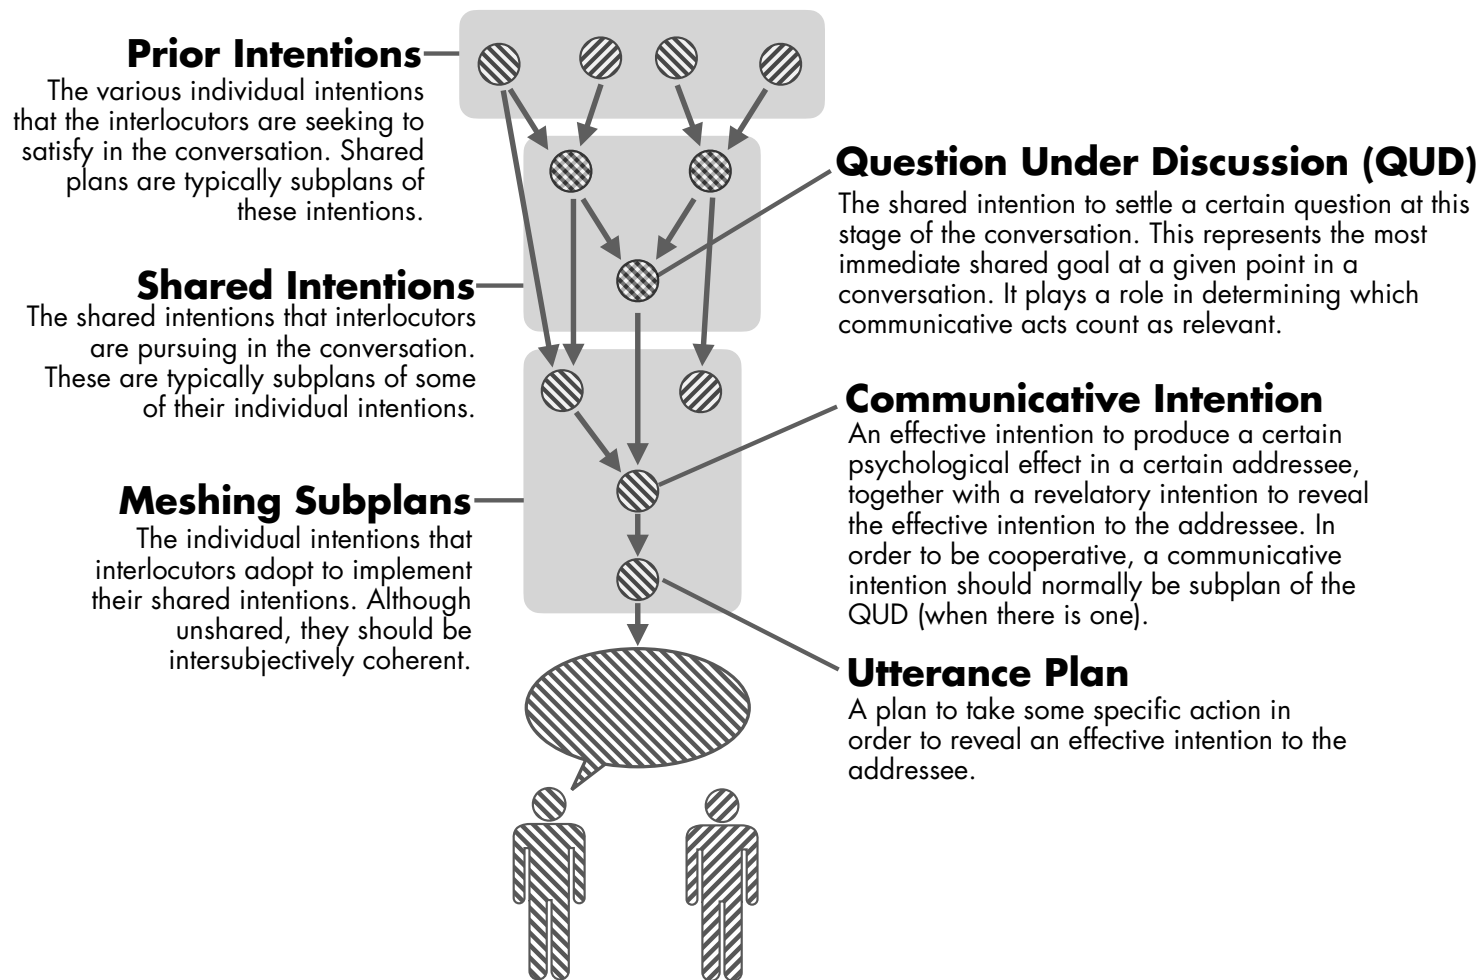 Prior Intentions
The various individual intentions
that the interlocutors are seeking to
satisfy in the conversation. Shared
plans are typically subplans of
these intentions.
Shared Intentions
The shared intentions that interlocutors
are pursuing in the conversation.
These are typically subplans of some
of their individual intentions.
Meshing Subplans
The individual intentions that
interlocutors adopt to implement
their shared intentions. Although
unshared, they should be
intersubjectively coherent.
Question Under Discussion (QUD)
The shared intention to settle a certain question at this
stage of the conversation. This represents the most
immediate shared goal at a given point in a
conversation. It plays a role in determining which
communicative acts count as relevant.
Communicative Intention
An effective intention to produce a certain
psychological effect in a certain addressee,
together with a revelatory intention to reveal
the effective intention to the addressee. In
order to be cooperative, a communicative
intention should normally be subplan of the
QUD (when there is one).
Utterance Plan
A plan to take some specific action in
order to reveal an effective intention to the
addressee.